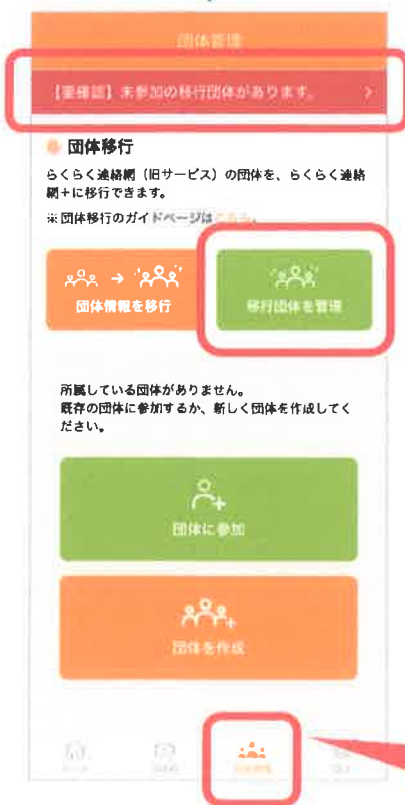 団体管理
【要確認】未参加の移行団体があります。 >
団体移行
らくらく連絡網（旧サービス）の団体を、らくらく連絡
網＋に移行できます。
※団体移行のガイドページはこちら。
団体情報を移行
移行団体を管理
所属している団体がありません。
既存の団体に参加するか、新しく団体を作成してく
ださい。
団体に参加
団体を作成